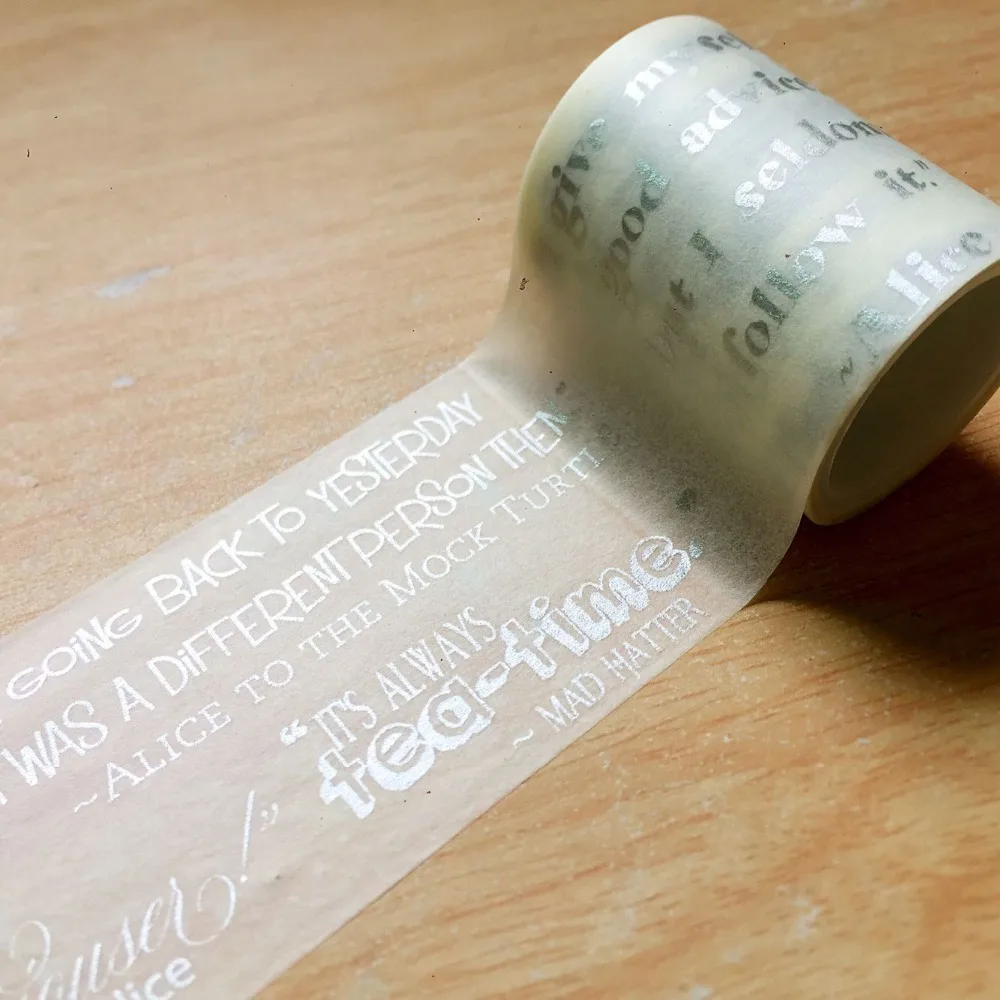 my
give advice
good seldom
but I follow it."
~Alice
GOING BACK TO YESTERDAY
WAS A DIFFERENT PERSON THEN
~ALICE TO THE MOCK
"IT'S ALWAYS
tea-time.
~ MAD HATTER
!"